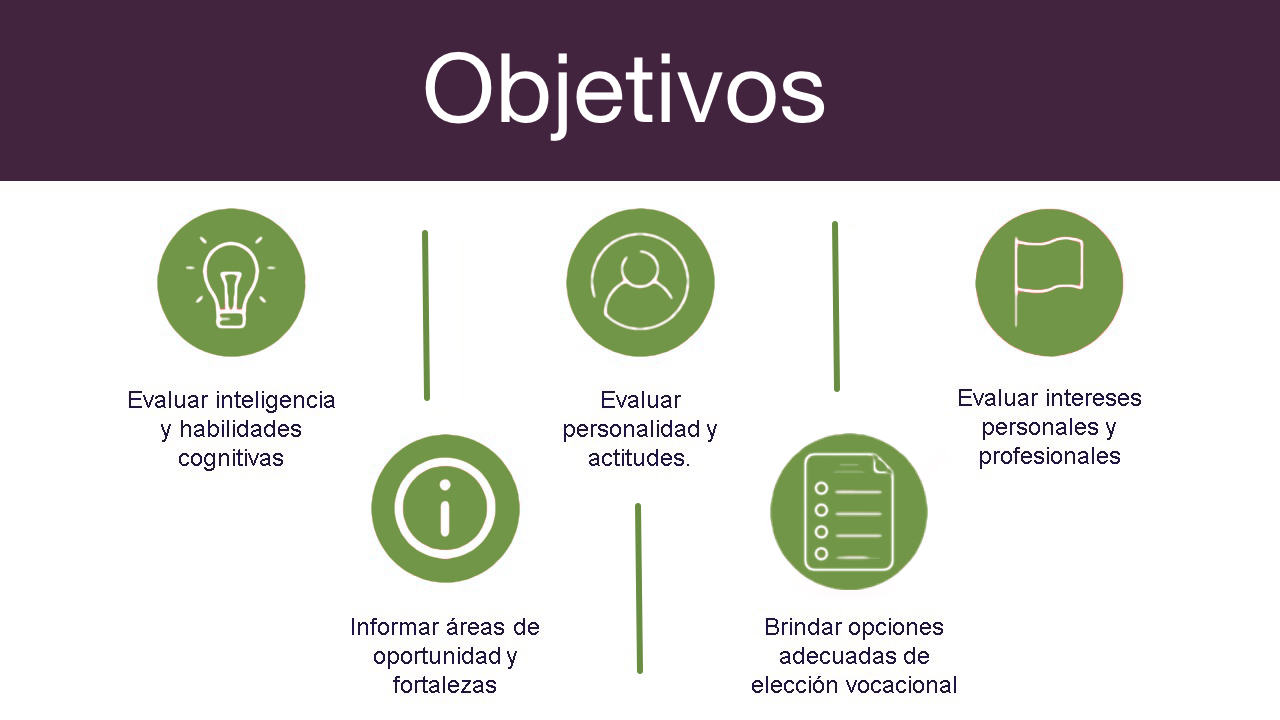 Objetivos
Evaluar inteligencia
y habilidades
cognitivas
Evaluar
personalidad y
actitudes.
Evaluar intereses
personales y
profesionales
Informar áreas de
oportunidad y
fortalezas
Brindar opciones
adecuadas de
elección vocacional